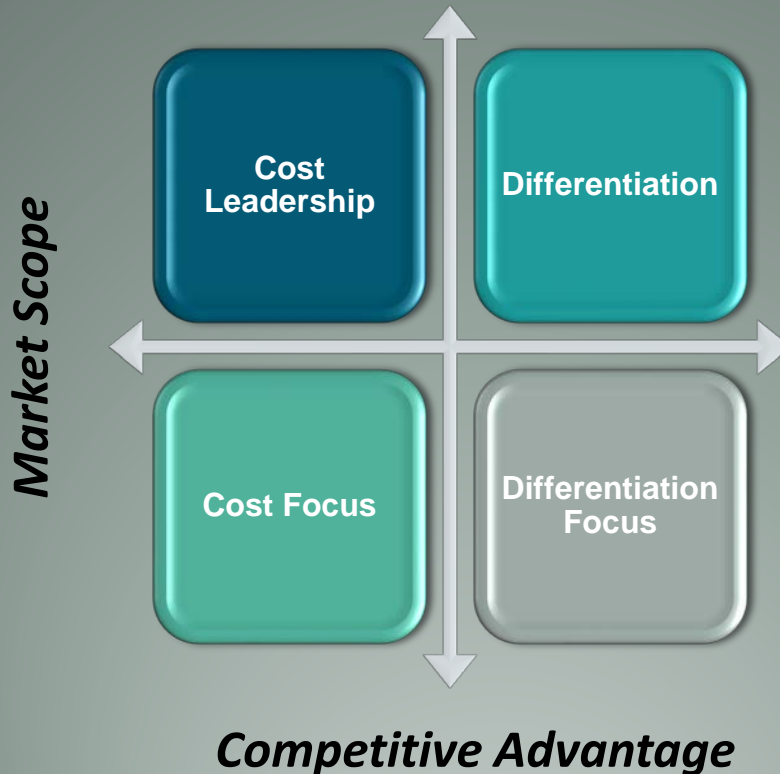 Cost
Leadership
Differentiation
Market Scope
Cost Focus
Differentiation
Focus
Competitive Advantage